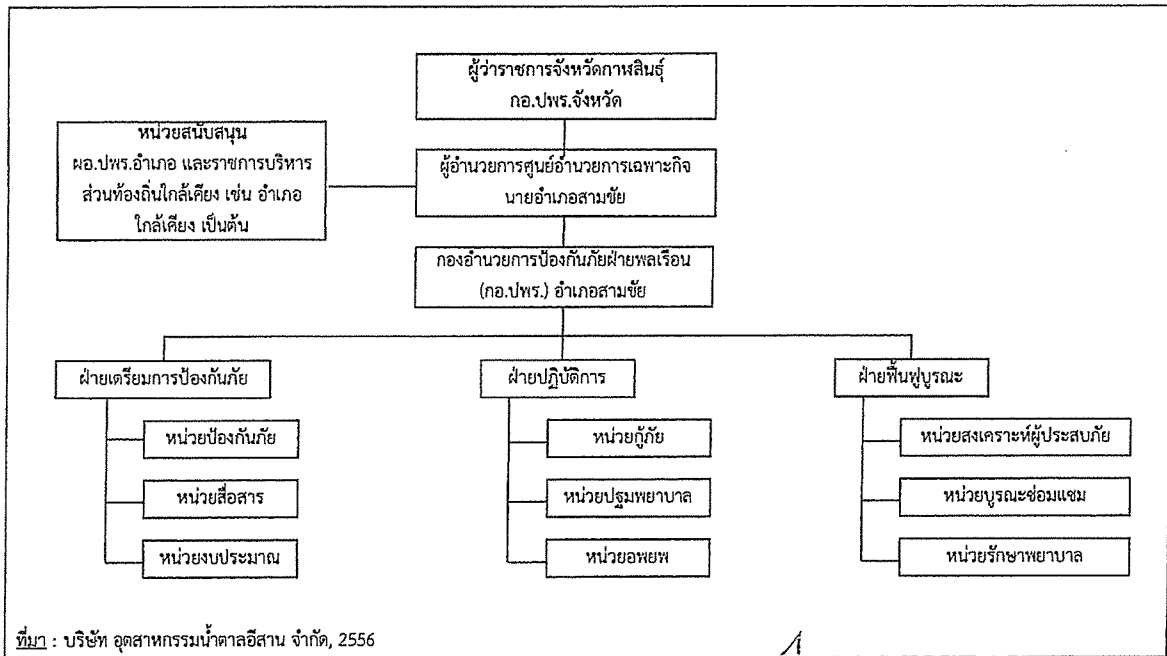 ผู้ว่าราชการจังหวัดกาฬสินธุ์
กอ.ปพร.จังหวัด
หน่วยสนับสนุน
ผอ.ปพร.อำเภอ และราชการบริหาร
ส่วนท้องถิ่นใกล้เคียง เช่น อำเภอ
ใกล้เคียง เป็นต้น
ผู้อำนวยการศูนย์อำนวยการเฉพาะกิจ
นายอำเภอสามชัย
กองอำนวยการป้องกันภัยฝ่ายพลเรือน
(กอ.ปพร.) อำเภอสามชัย
ฝ่ายเตรียมการป้องกันภัย
หน่วยป้องกันภัย
หน่วยสื่อสาร
หน่วยงบประมาณ
ฝ่ายปฏิบัติการ
หน่วยกู้ภัย
หน่วยปฐมพยาบาล
หน่วยอพยพ
ฝ่ายฟื้นฟูบูรณะ
หน่วยสงเคราะห์ผู้ประสบภัย
หน่วยบูรณะซ่อมแซม
หน่วยรักษาพยาบาล
ที่มา : บริษัท อุตสาหกรรมน้ำตาลอีสาน จำกัด, 2556